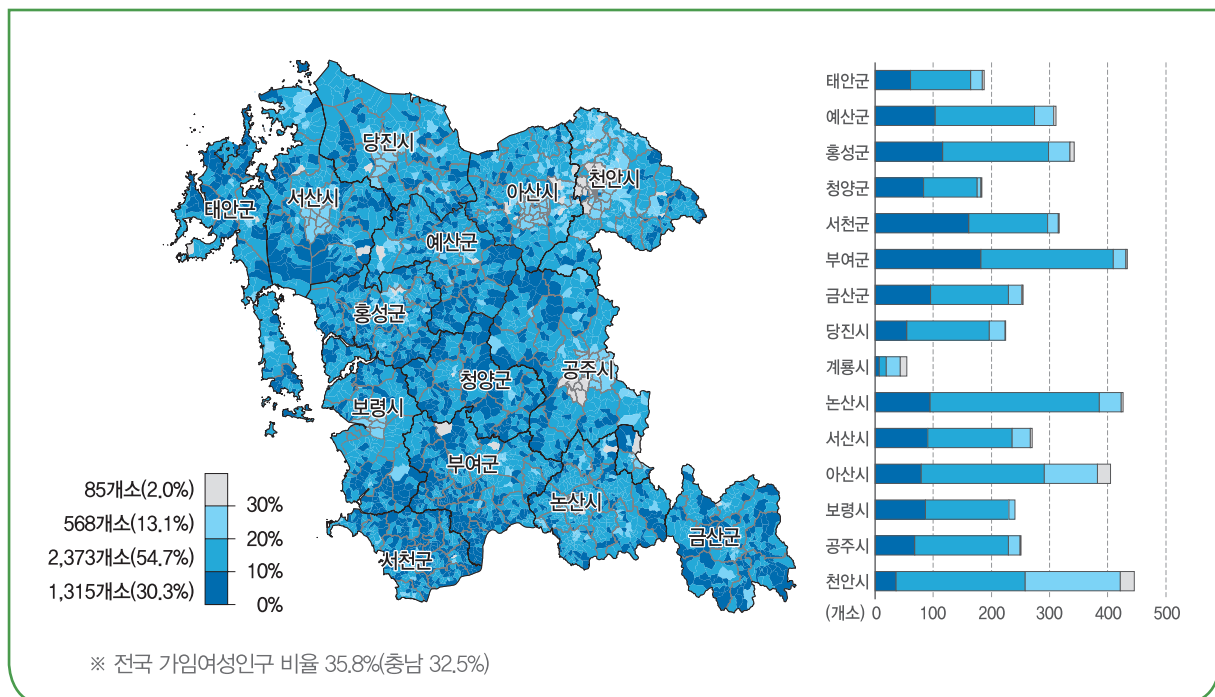 당진시
천안시
아산시
서산시
태안군
예산군
홍성군
공주시
청양군
보령시
부여군
논산시
금산군
서천군
85개소(2.0%)
30%
568개소(13.1%)
20%
2,373개소(54.7%)
10%
1,315개소(30.3%)
0%
태안군
예산군
홍성군
청양군
서천군
부여군
금산군
당진시
계룡시
논산시
서산시
아산시
보령시
공주시
천안시
(개소) 0 100 200 300 400 500
※ 전국 가임여성인구 비율 35.8%(충남 32.5%)